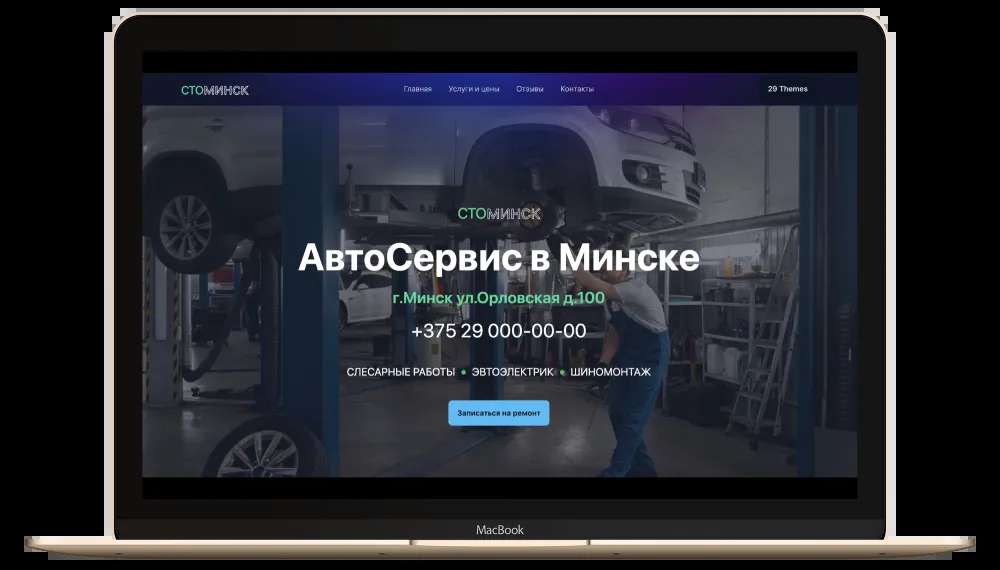 СТОМИНСК
Главная Услуги и цены Отзывы Контакты
29 Themes
СТОМИНСК
АвтоСервис в Минске
г.Минск ул.Орловская д.100
+375 29 000-00-00
СЛЕСАРНЫЕ РАБОТЫ • ЭВТОЭЛЕКТРИК • ШИНОМОНТАЖ
Записаться на ремонт
MacBook